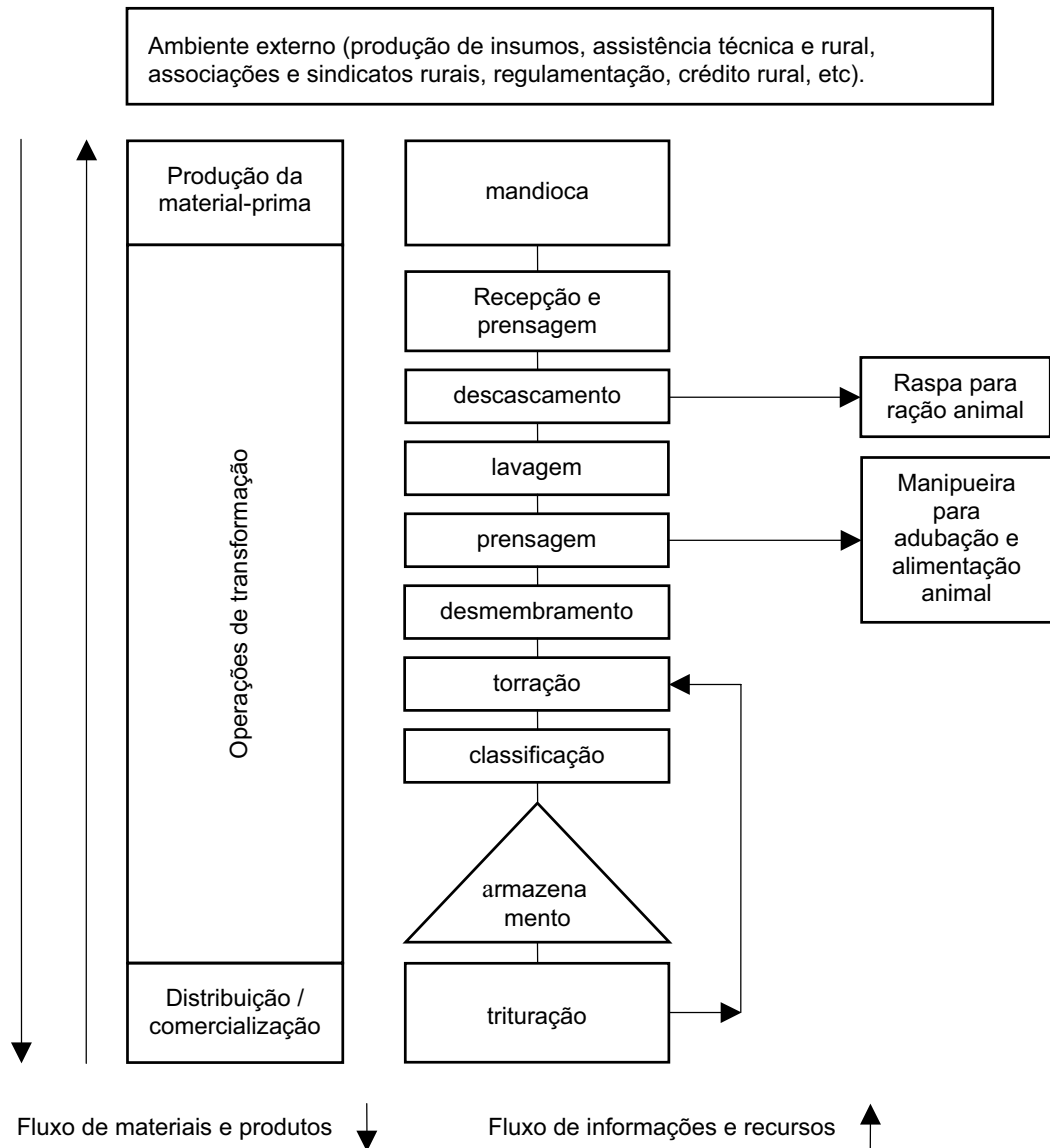 Ambiente externo (produção de insumos, assistência técnica e rural,
associações e sindicatos rurais, regulamentação, crédito rural, etc).
Produção da
material-prima
mandioca
Operações de transformação
Recepção e
prensagem
descascamento
Raspa para
ração animal
lavagem
prensagem
Manipueira
para
adubação e
alimentação
animal
desmembramento
torração
classificação
armazena
mento
Distribuição /
comercialização
trituração
Fluxo de materiais e produtos
Fluxo de informações e recursos